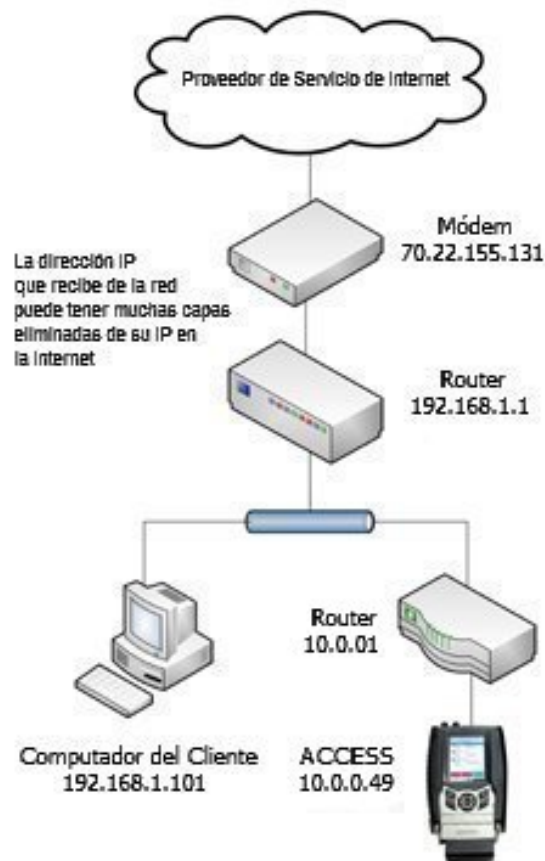 Proveedor de Servicio de Internet
Módem
70.22.155.131
La dirección IP
que recibe de la red
puede tener muchas capas
eliminadas de su IP en
la Internet
Router
192.168.1.1
Router
10.0.01
Computador del Cliente
192.168.1.101
ACCESS
10.0.0.49